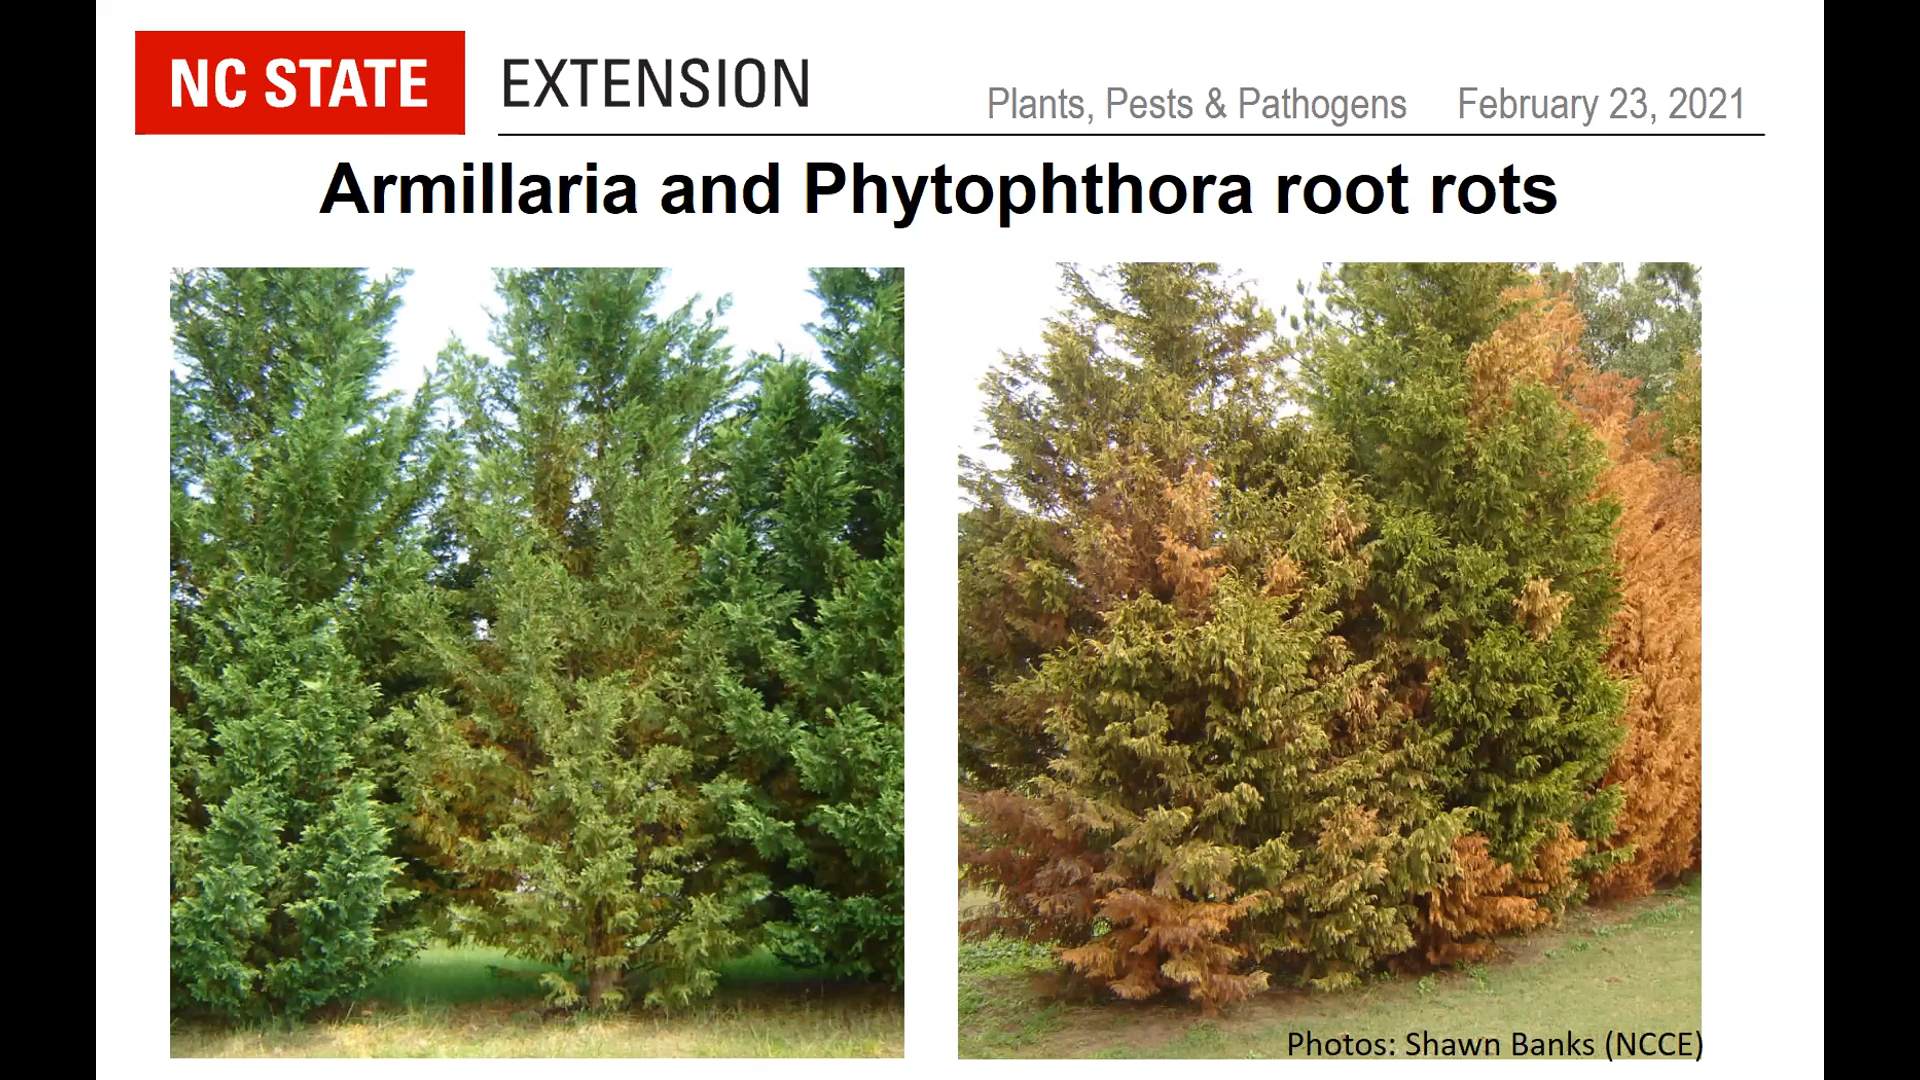 NC STATE EXTENSION
Plants, Pests & Pathogens February 23, 2021
Armillaria and Phytophthora root rots
Photos: Shawn Banks (NCCE)